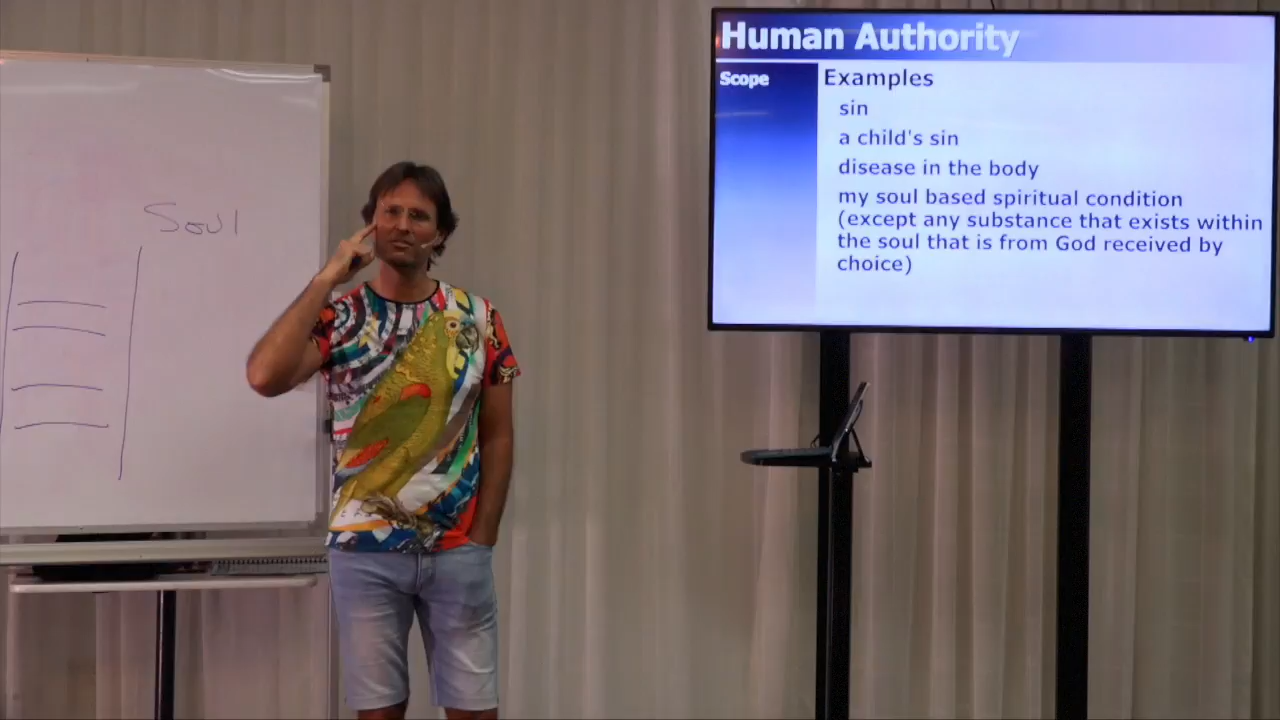 Soul
Human Authority
Scope
Examples
sin
a child's sin
disease in the body
my soul based spiritual condition
(except any substance that exists within
the soul that is from God received by
choice)